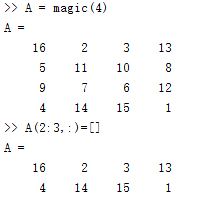 >> A = magic(4)
A =
16 2 3 13
5 11 10 8
9 7 6 12
4 14 15 1
>> A(2:3,:)=[]
A =
16 2 3 13
4 14 15 1